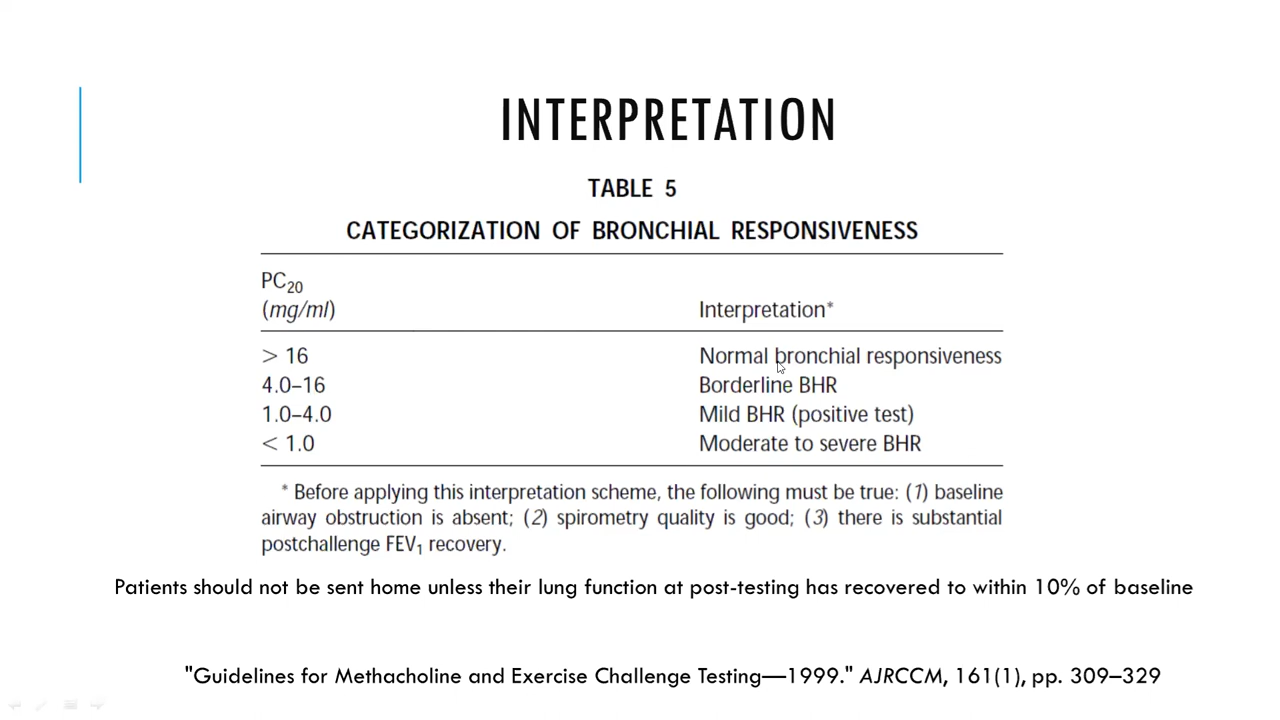 INTERPRETATION
TABLE 5
CATEGORIZATION OF BRONCHIAL RESPONSIVENESS
PC20
(mg/ml) Interpretation*
> 16 Normal bronchial responsiveness
4.0–16 Borderline BHR
1.0–4.0 Mild BHR (positive test)
< 1.0 Moderate to severe BHR
* Before applying this interpretation scheme, the following must be true: (1) baseline
airway obstruction is absent; (2) spirometry quality is good; (3) there is substantial
postchallenge FEV1 recovery.
Patients should not be sent home unless their lung function at post-testing has recovered to within 10% of baseline
"Guidelines for Methacholine and Exercise Challenge Testing—1999." AJRCCM, 161(1), pp. 309–329